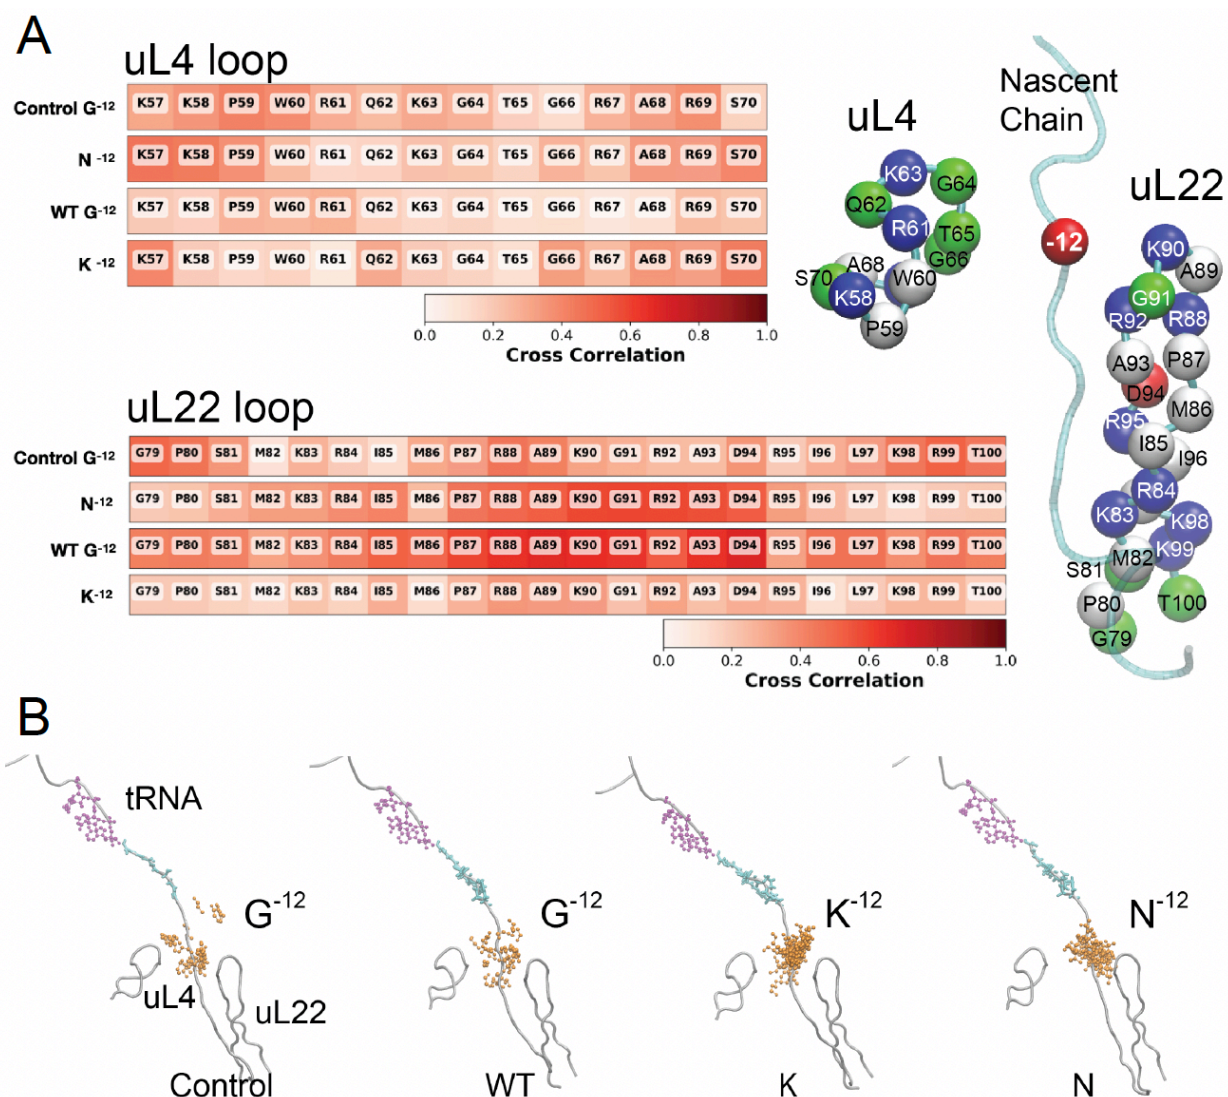 A
uL4 loop
Control G-12 K57 K58 P59 W60 R61 Q62 K63 G64 T65 G66 R67 A68 R69 S70
N -12 K57 K58 P59 W60 R61 Q62 K63 G64 T65 G66 R67 A68 R69 S70
WT G-12 K57 K58 P59 W60 R61 Q62 K63 G64 T65 G66 R67 A68 R69 S70
K -12 K57 K58 P59 W60 R61 Q62 K63 G64 T65 G66 R67 A68 R69 S70
0.0 0.2 0.4 0.6 0.8 1.0
Cross Correlation
uL4
K63
G64
Q62
R61
T65
G66
A68
W60
S70
K58
P59
Nascent
Chain
uL22
-12
K90
A89
G91
R92
R88
A93
P87
D94
M86
R95
I85
I96
R84
K83
K98
K99
M82
S81
P80
T100
G79
uL22 loop
Control G-12 G79 P80 S81 M82 K83 R84 I85 M86 P87 R88 A89 K90 G91 R92 A93 D94 R95 I96 L97 K98 R99 T100
N-12 G79 P80 S81 M82 K83 R84 I85 M86 P87 R88 A89 K90 G91 R92 A93 D94 R95 I96 L97 K98 R99 T100
WT G-12 G79 P80 S81 M82 K83 R84 I85 M86 P87 R88 A89 K90 G91 R92 A93 D94 R95 I96 L97 K98 R99 T100
K-12 G79 P80 S81 M82 K83 R84 I85 M86 P87 R88 A89 K90 G91 R92 A93 D94 R95 I96 L97 K98 R99 T100
0.0 0.2 0.4 0.6 0.8 1.0
Cross Correlation
B
tRNA
G-12
uL4
uL22
Control
G-12
WT
K-12
K
N-12
N